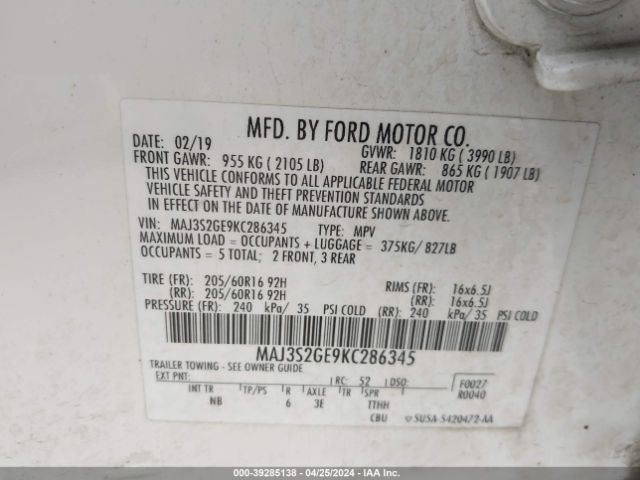 MFD. BY FORD MOTOR CO.
DATE: 02/19 GVWR: 1810 KG ( 3990 LB)
FRONT GAWR: 955 KG ( 2105 LB) REAR GAWR: 865 KG ( 1907 LB)
THIS VEHICLE CONFORMS TO ALL APPLICABLE FEDERAL MOTOR
VEHICLE SAFETY AND THEFT PREVENTION STANDARDS
IN EFFECT ON THE DATE OF MANUFACTURE SHOWN ABOVE.
VIN: MAJ3S2GE9KC286345 TYPE: MPV
MAXIMUM LOAD = OCCUPANTS + LUGGAGE = 375KG/ 827LB
OCCUPANTS = 5 TOTAL; 2 FRONT, 3 REAR
TIRE (FR): 205/60R16 92H RIMS (FR): 16x6.5J
(RR): 205/60R16 92H (RR): 16x6.5J
PRESSURE (FR): 240 kPa/ 35 PSI COLD (RR): 240 kPa/ 35 PSI COLD
MAJ3S2GE9KC286345
TRAILER TOWING - SEE OWNER GUIDE
EXT PNT: RC: 52 DSO: F0027
R0040
INT TR TP/PS R AXLE TR SPR
NB 6 3E TTHH
CBU SUSA-5420472-AA
000-39285138 - 04/25/2024 - IAA Inc.